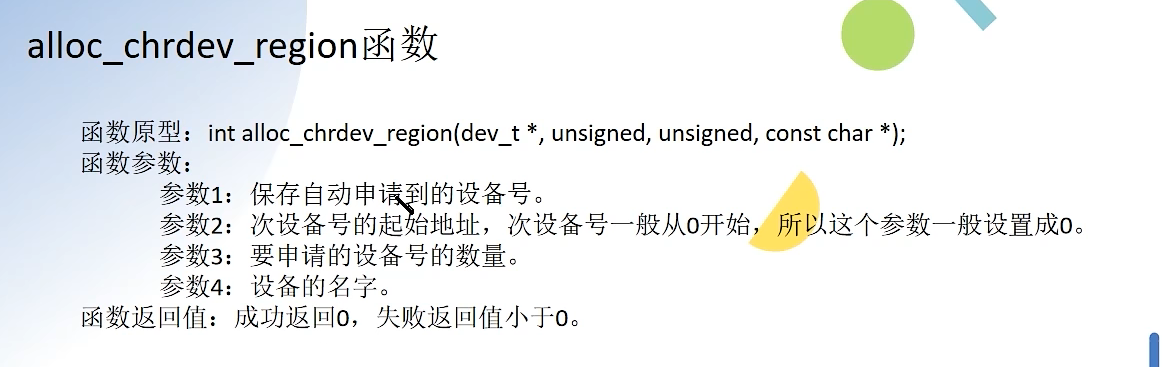 alloc_chrdev_region函数
函数原型：int alloc_chrdev_region(dev_t *, unsigned, unsigned, const char *);
函数参数：
参数1：保存自动申请到的设备号。
参数2：次设备号的起始地址，次设备号一般从0开始，所以这个参数一般设置成0。
参数3：要申请的设备号的数量。
参数4：设备的名字。
函数返回值：成功返回0，失败返回值小于0。